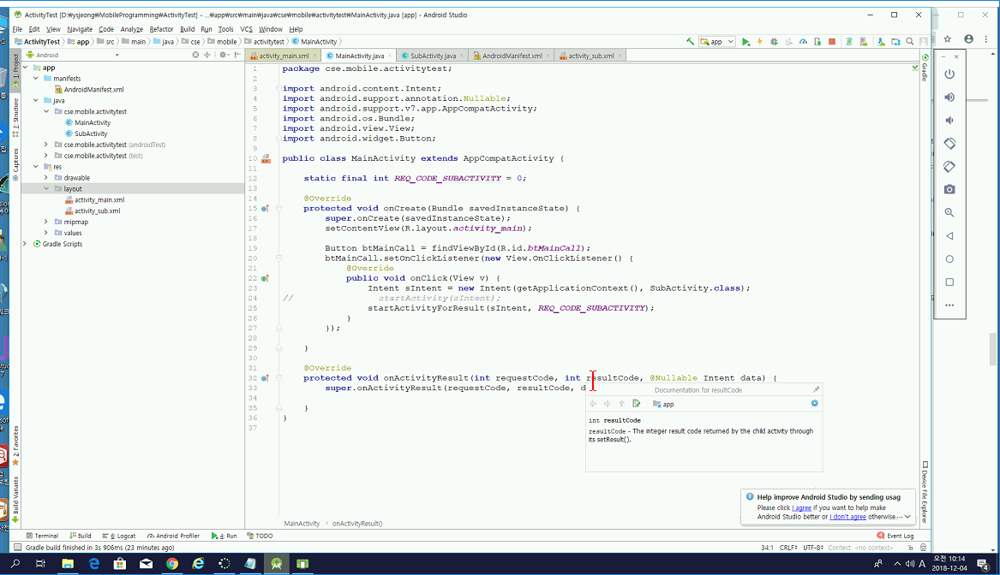 ActivityTest [D:₩ysjeong₩MobileProgramming₩ActivityTest] - ...₩app₩src₩main₩java₩cse₩mobile₩activitytest₩MainActivity.java [app] - Android Studio
File Edit View Navigate Code Analyze Refactor Build Run Tools VCS Window Help
ActivityTest app src main java cse mobile activitytest MainActivity
app
Android
activity_main.xml MainActivity.java SubActivity.java AndroidManifest.xml activity_sub.xml
1: Project
7: Structure
Captures
2: Favorites
Build Variants
app
manifests
AndroidManifest.xml
java
cse.mobile.activitytest
MainActivity
SubActivity
cse.mobile.activitytest (androidTest)
cse.mobile.activitytest (test)
res
drawable
layout
activity_main.xml
activity_sub.xml
mipmap
values
Gradle Scripts
1 package cse.mobile.activitytest;
2
3 import android.content.Intent;
4 import android.support.annotation.Nullable;
5 import android.support.v7.app.AppCompatActivity;
6 import android.os.Bundle;
7 import android.view.View;
8 import android.widget.Button;
9
10 public class MainActivity extends AppCompatActivity {
11
12 static final int REQ_CODE_SUBACTIVITY = 0;
13
14 @Override
15 protected void onCreate(Bundle savedInstanceState) {
16 super.onCreate(savedInstanceState);
17 setContentView(R.layout.activity_main);
18
19 Button btMainCall = findViewById(R.id.btMainCall);
20 btMainCall.setOnClickListener(new View.OnClickListener() {
21 @Override
22 public void onClick(View v) {
23 Intent sIntent = new Intent(getApplicationContext(), SubActivity.class);
24 // startActivity(sIntent);
25 startActivityForResult(sIntent, REQ_CODE_SUBACTIVITY);
26 }
27 });
28
29 }
30
31 @Override
32 protected void onActivityResult(int requestCode, int resultCode, @Nullable Intent data) {
33 super.onActivityResult(requestCode, resultCode, d
34
35 }
36 }
37
Documentation for resultCode
app
int resultCode
resultCode - The integer result code returned by the child activity through
its setResult().
Gradle
Device File Explorer
Help improve Android Studio by sending usag
Please click I agree if you want to help make
Android Studio better or I don't agree otherwise....
MainActivity onActivityResult()
Terminal Build 6: Logcat Android Profiler 4: Run TODO 4 Event Log
Gradle build finished in 3s 906ms (23 minutes ago) 34:1 CRLF÷ UTF-8÷ Context: <no context>
A 오전 10:14
2018-12-04 4